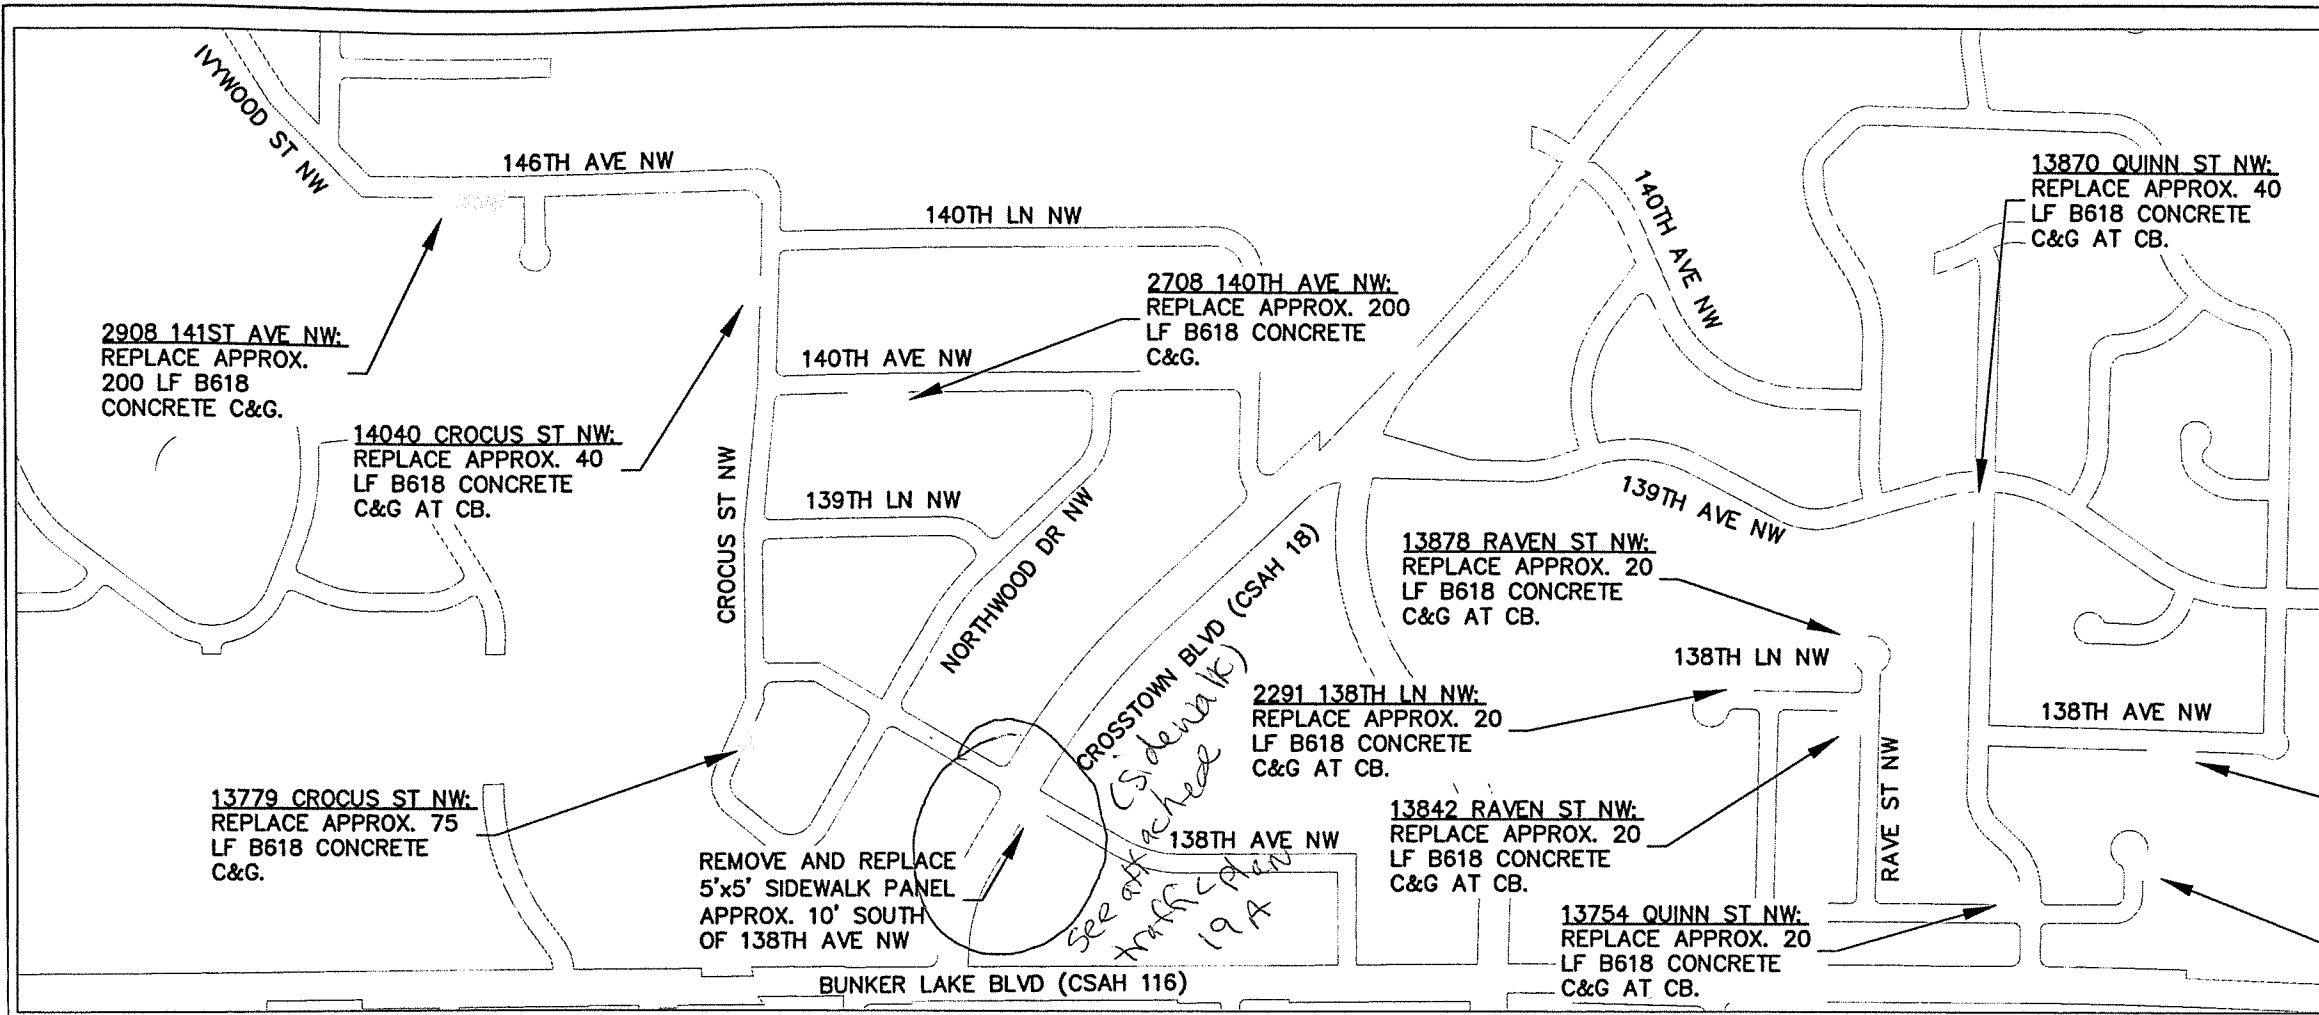 IVYWOOD ST NW
146TH AVE NW
140TH LN NW
140TH AVE NW
13870 QUINN ST NW:
REPLACE APPROX. 40
LF B618 CONCRETE
C&G AT CB.
2708 140TH AVE NW:
REPLACE APPROX. 200
LF B618 CONCRETE
C&G.
2908 141ST AVE NW:
REPLACE APPROX.
200 LF B618
CONCRETE C&G.
140TH AVE NW
14040 CROCUS ST NW:
REPLACE APPROX. 40
LF B618 CONCRETE
C&G AT CB.
CROCUS ST NW
139TH LN NW
NORTHWOOD DR NW
CROSSTOWN BLVD (CSAH 18)
139TH AVE NW
13878 RAVEN ST NW:
REPLACE APPROX. 20
LF B618 CONCRETE
C&G AT CB.
138TH LN NW
2291 138TH LN NW:
REPLACE APPROX. 20
LF B618 CONCRETE
C&G AT CB.
138TH AVE NW
13779 CROCUS ST NW:
REPLACE APPROX. 75
LF B618 CONCRETE
C&G.
(Sidewalk)
See attached
traffic plan
19A
13842 RAVEN ST NW:
REPLACE APPROX. 20
LF B618 CONCRETE
C&G AT CB.
RAVE ST NW
138TH AVE NW
REMOVE AND REPLACE
5'x5' SIDEWALK PANEL
APPROX. 10' SOUTH
OF 138TH AVE NW
13754 QUINN ST NW:
REPLACE APPROX. 20
LF B618 CONCRETE
C&G AT CB.
BUNKER LAKE BLVD (CSAH 116)